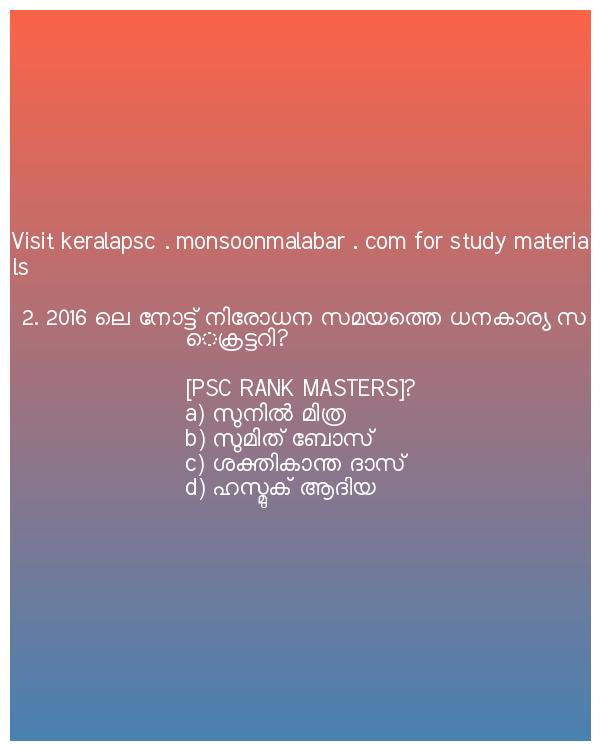 Visit keralapsc . monsoonmalabar . com for study materia
ls
2. 2016 ലെ നോട്ട് നിരോധന സമയത്തെ ധനകാര്യ സ
െക്രട്ടറി?
[PSC RANK MASTERS]?
a) സുനിൽ മിത്ര
b) സുമിത് ബോസ്
c) ശക്തികാന്ത ദാസ്
d) ഹസ്മുക് ആദിയ